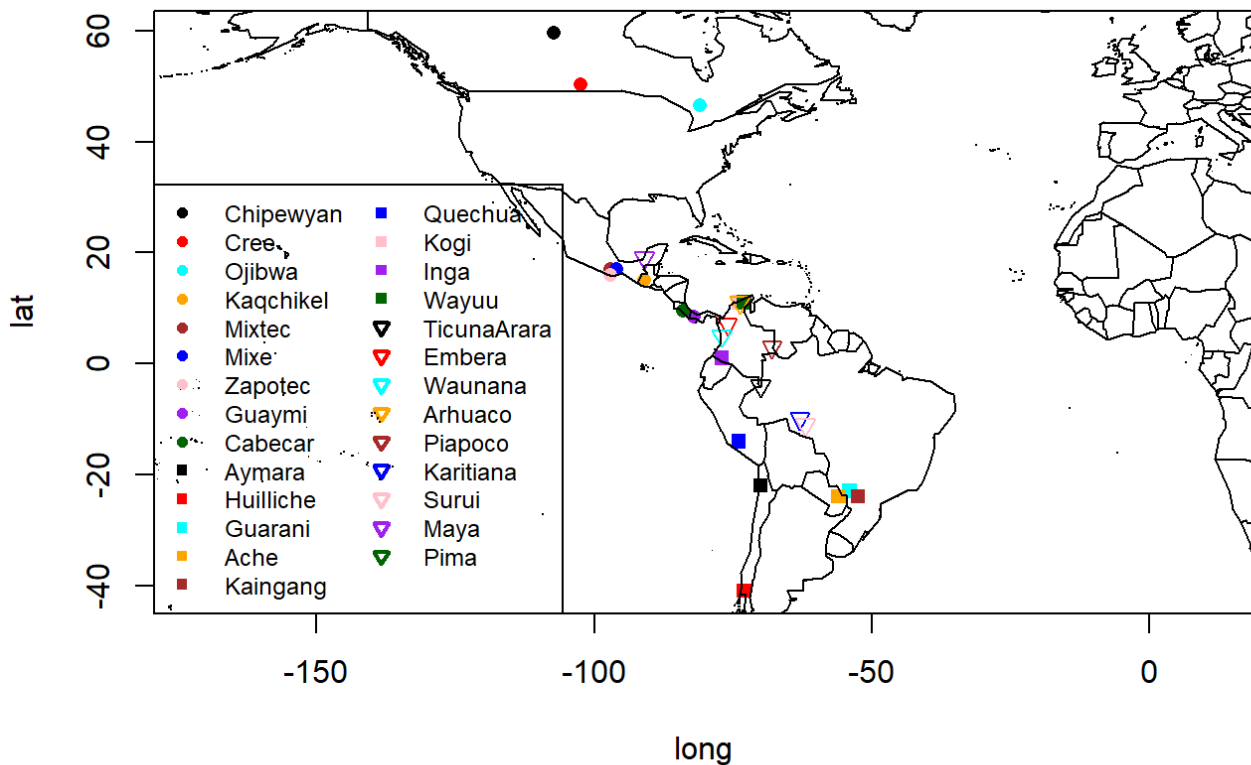 60
40
20
0
-20
-40
lat
Chipewyan Quechua
Cree Kogi
Ojibwa Inga
Kaqchikel Wayuu
Mixtec TicunaArara
Mixe Embera
Zapotec Waunana
Guaymi Arhuaco
Cabecar Piapoco
Aymara Karitiana
Huilliche Surui
Guarani Maya
Ache Pima
Kaingang
-150 -100 -50 0
long